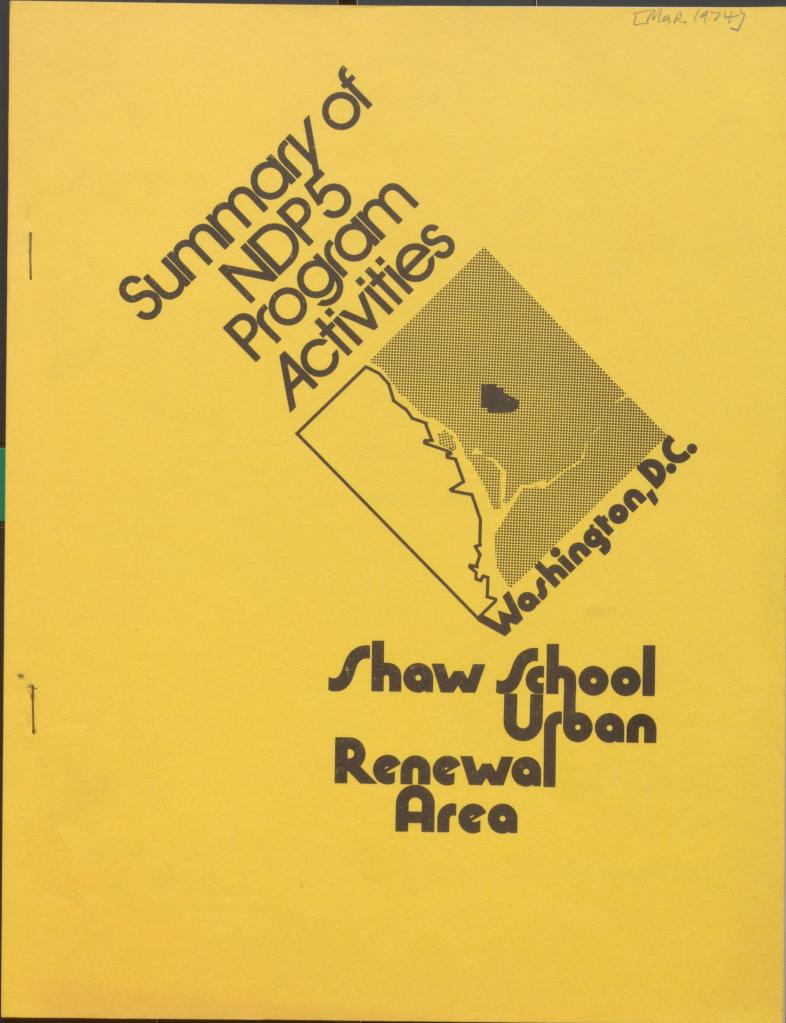 [Mar. 1974]
Summary of
NDP5
Program
Activities
Washington, D.C.
Shaw School
Urban
Renewal
Area